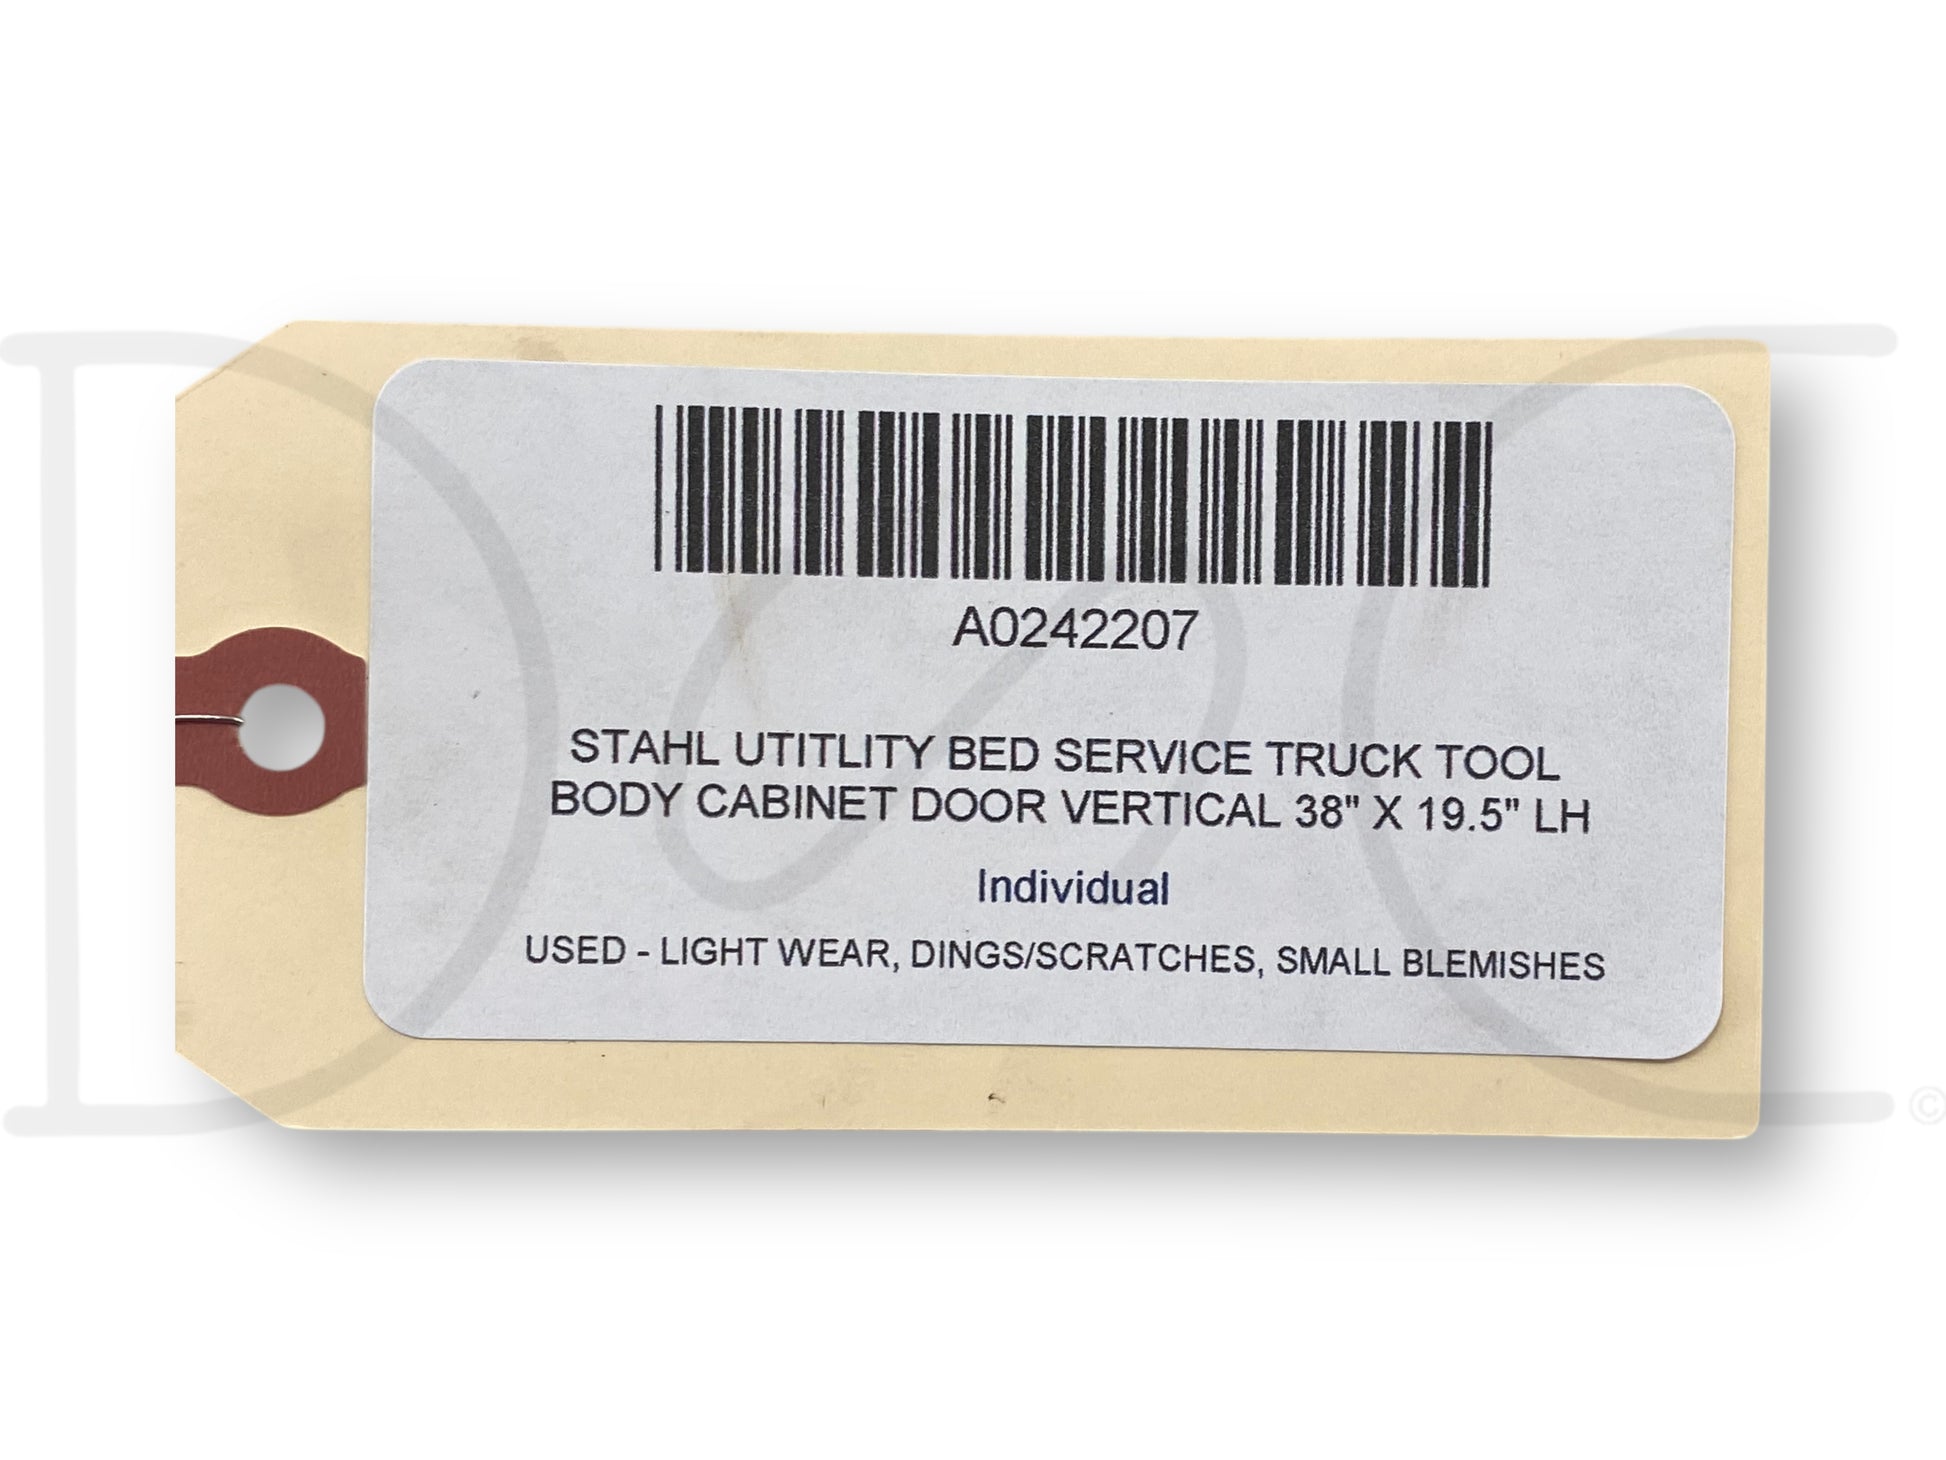 A0242207
STAHL UTITLITY BED SERVICE TRUCK TOOL
BODY CABINET DOOR VERTICAL 38" X 19.5" LH
Individual
USED - LIGHT WEAR, DINGS/SCRATCHES, SMALL BLEMISHES
©